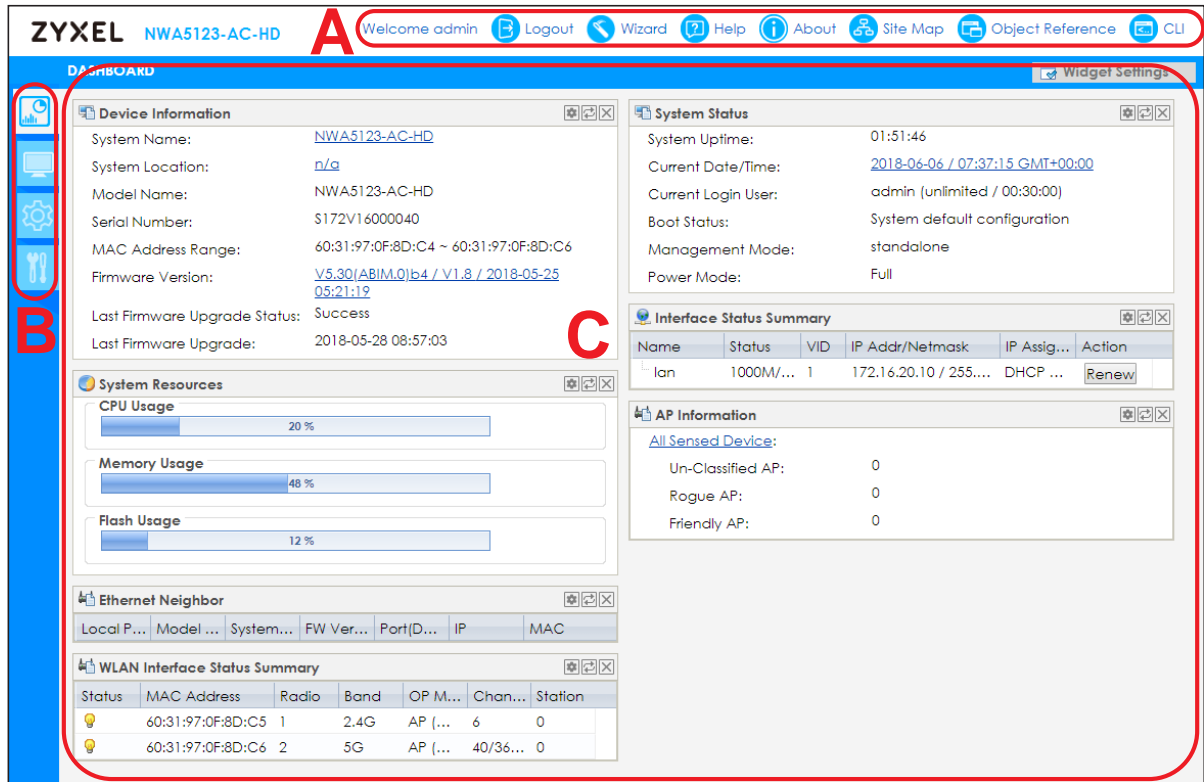 ZYXEL NWA5123-AC-HD
A
Welcome admin Logout Wizard Help About Site Map Object Reference CLI
DASHBOARD
Widget Settings
B
C
Device Information
System Name: NWA5123-AC-HD
System Location: n/a
Model Name: NWA5123-AC-HD
Serial Number: S172V16000040
MAC Address Range: 60:31:97:0F:8D:C4 ~ 60:31:97:0F:8D:C6
Firmware Version: V5.30(ABIM.0)b4 / V1.8 / 2018-05-25
05:21:19
Last Firmware Upgrade Status: Success
Last Firmware Upgrade: 2018-05-28 08:57:03
System Resources
CPU Usage
20 %
Memory Usage
48 %
Flash Usage
12 %
Ethernet Neighbor
Local P... Model ... System... FW Ver... Port(D... IP MAC
WLAN Interface Status Summary
Status MAC Address Radio Band OP M... Chan... Station
60:31:97:0F:8D:C5 1 2.4G AP (... 6 0
60:31:97:0F:8D:C6 2 5G AP (... 40/36... 0
System Status
System Uptime: 01:51:46
Current Date/Time: 2018-06-06 / 07:37:15 GMT+00:00
Current Login User: admin (unlimited / 00:30:00)
Boot Status: System default configuration
Management Mode: standalone
Power Mode: Full
Interface Status Summary
Name Status VID IP Addr/Netmask IP Assig... Action
lan 1000M/... 1 172.16.20.10 / 255.... DHCP ... Renew
AP Information
All Sensed Device:
Un-Classified AP: 0
Rogue AP: 0
Friendly AP: 0